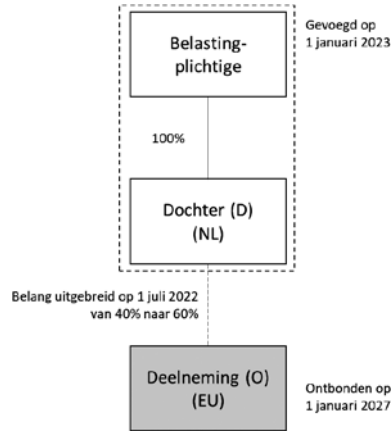 Belasting-
plichtige
Gevoegd op
1 januari 2023
100%
Dochter (D)
(NL)
Belang uitgebreid op 1 juli 2022
van 40% naar 60%
Deelneming (O)
(EU)
Ontbonden op
1 januari 2027